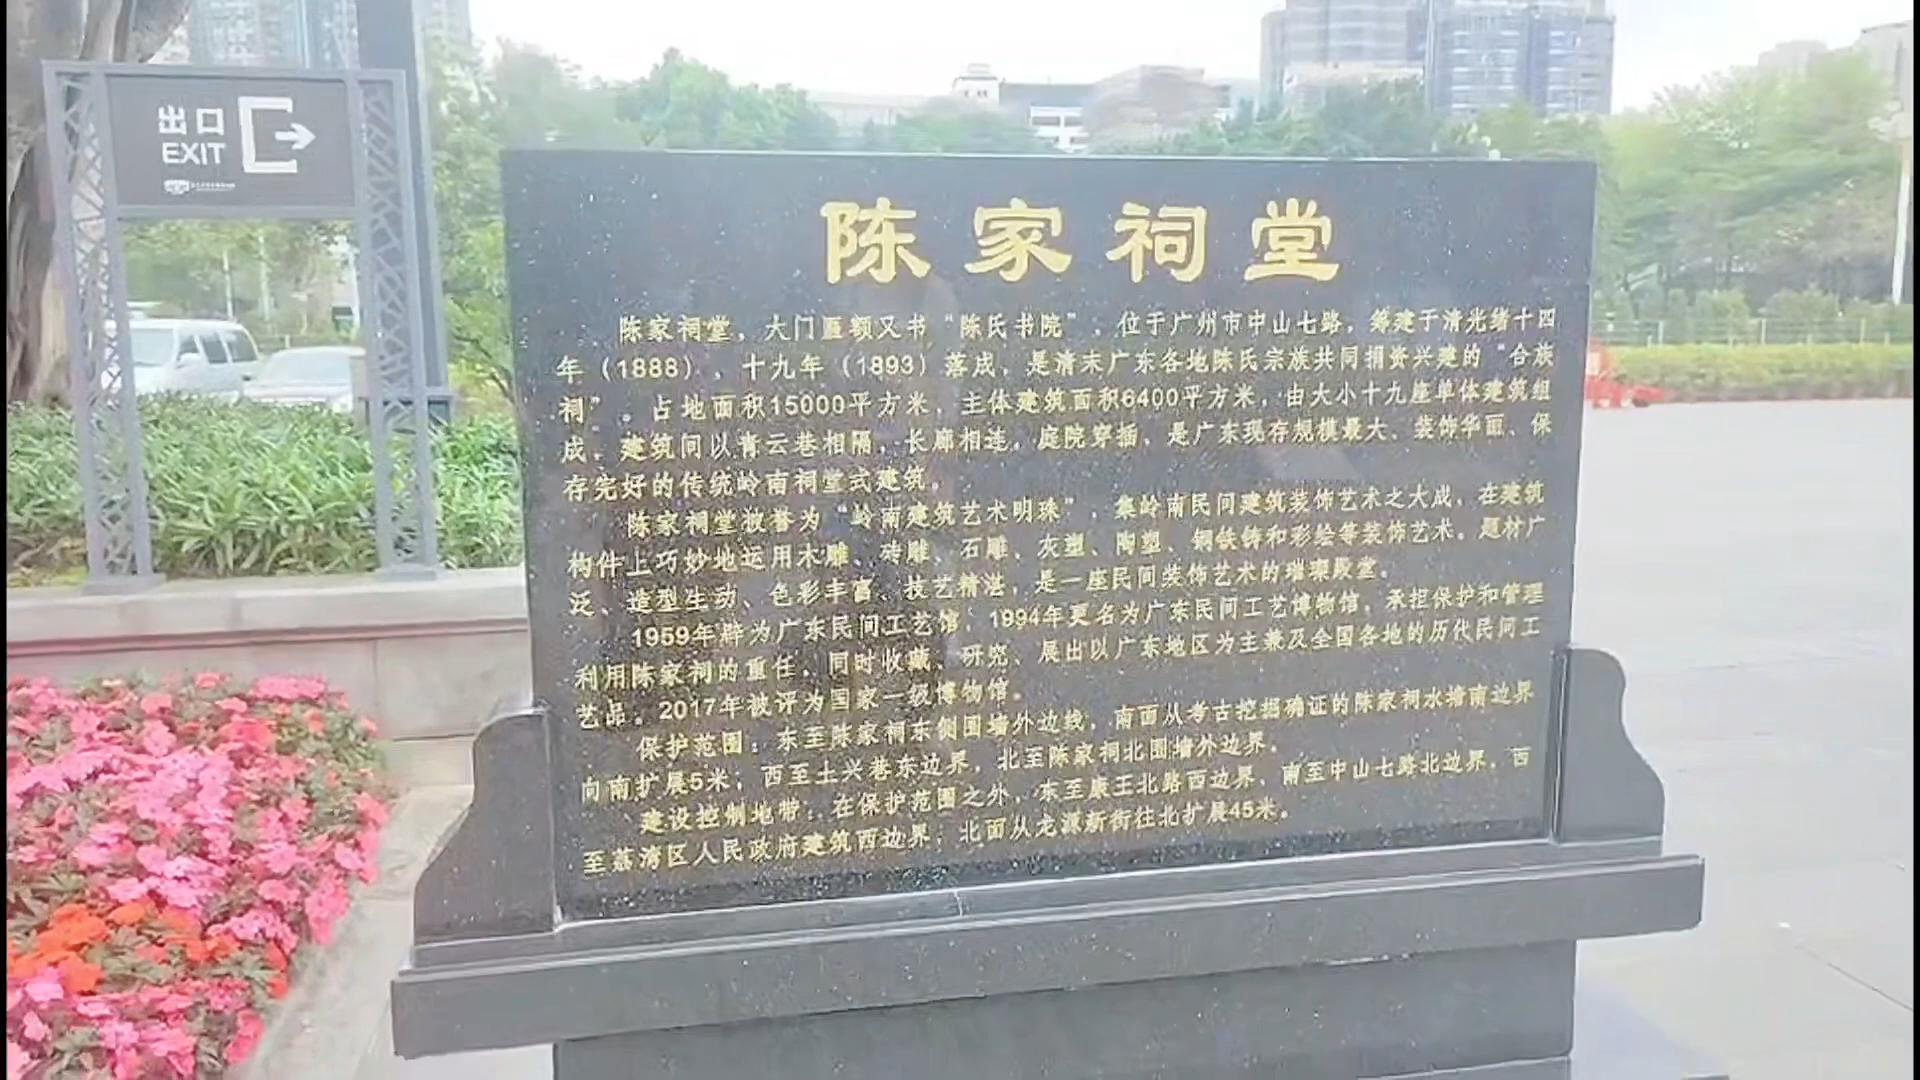 出口
EXIT
陈家祠堂
陈家祠堂，大门匾额又书“陈氏书院”，位于广州市中山七路，筹建于清光绪十四
年（1888），十九年（1893）落成，是清末广东各地陈氏宗族共同捐资兴建的“合族
祠”。占地面积15000平方米，主体建筑面积6400平方米，由大小十九座单体建筑组
成，建筑间以青云巷相隔，长廊相连，庭院穿插，是广东现存规模最大、装饰华丽、保
存完好的传统岭南祠堂式建筑。
陈家祠堂被誉为“岭南建筑艺术明珠”，集岭南民间建筑装饰艺术之大成，在建筑
构件上巧妙地运用木雕、砖雕、石雕、灰塑、陶塑、铜铁铸和彩绘等装饰艺术。题材广
泛、造型生动、色彩丰富、技艺精湛，是一座民间装饰艺术的璀璨殿堂。
1959年辟为广东民间工艺馆，1994年更名为广东民间工艺博物馆，承担保护和管理
利用陈家祠的重任，同时收藏、研究、展出以广东地区为主兼及全国各地的历代民间工
艺品。2017年被评为国家一级博物馆。
保护范围：东至陈家祠东侧围墙外边线，南面从考古挖掘确证的陈家祠水塘南边界
向南扩展5米；西至土兴巷东边界，北至陈家祠北围墙外边界。
建设控制地带：在保护范围之外，东至康王北路西边界，南至中山七路北边界，西
至荔湾区人民政府建筑西边界；北面从龙源新街往北扩展45米。